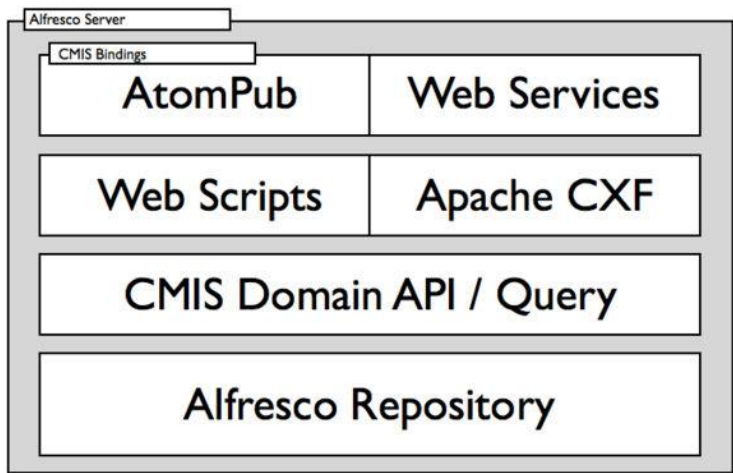 Alfresco Server
CMIS Bindings
AtomPub
Web Services
Web Scripts
Apache CXF
CMIS Domain API / Query
Alfresco Repository